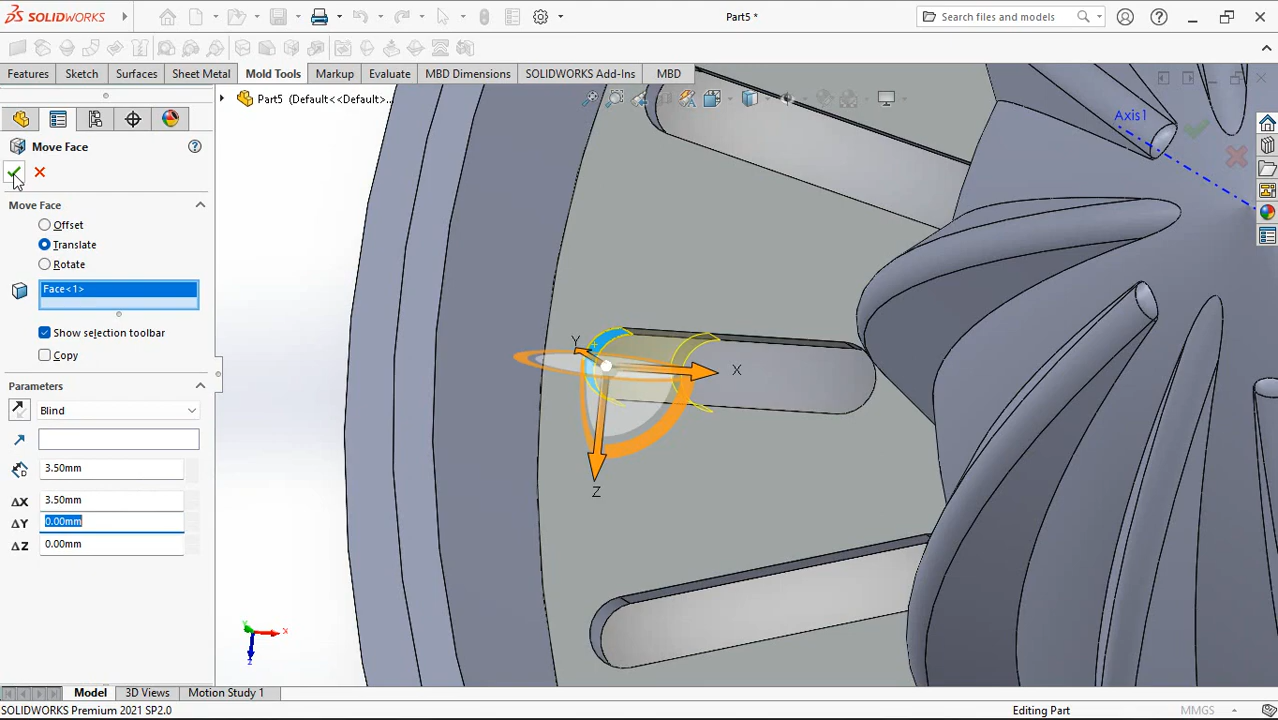 SOLIDWORKS
Part5 *
Search files and models
Features
Sketch
Surfaces
Sheet Metal
Mold Tools
Markup
Evaluate
MBD Dimensions
SOLIDWORKS Add-Ins
MBD
Part5 (Default<<Default>...
Move Face
Move Face
Offset
Translate
Rotate
Face<1>
Show selection toolbar
Copy
Parameters
Blind
3.50mm
ΔX 3.50mm
ΔY 0.00mm
ΔZ 0.00mm
Axis1
Y
X
Z
Y
X
Z
Model
3D Views
Motion Study 1
SOLIDWORKS Premium 2021 SP2.0
Editing Part
MMGS